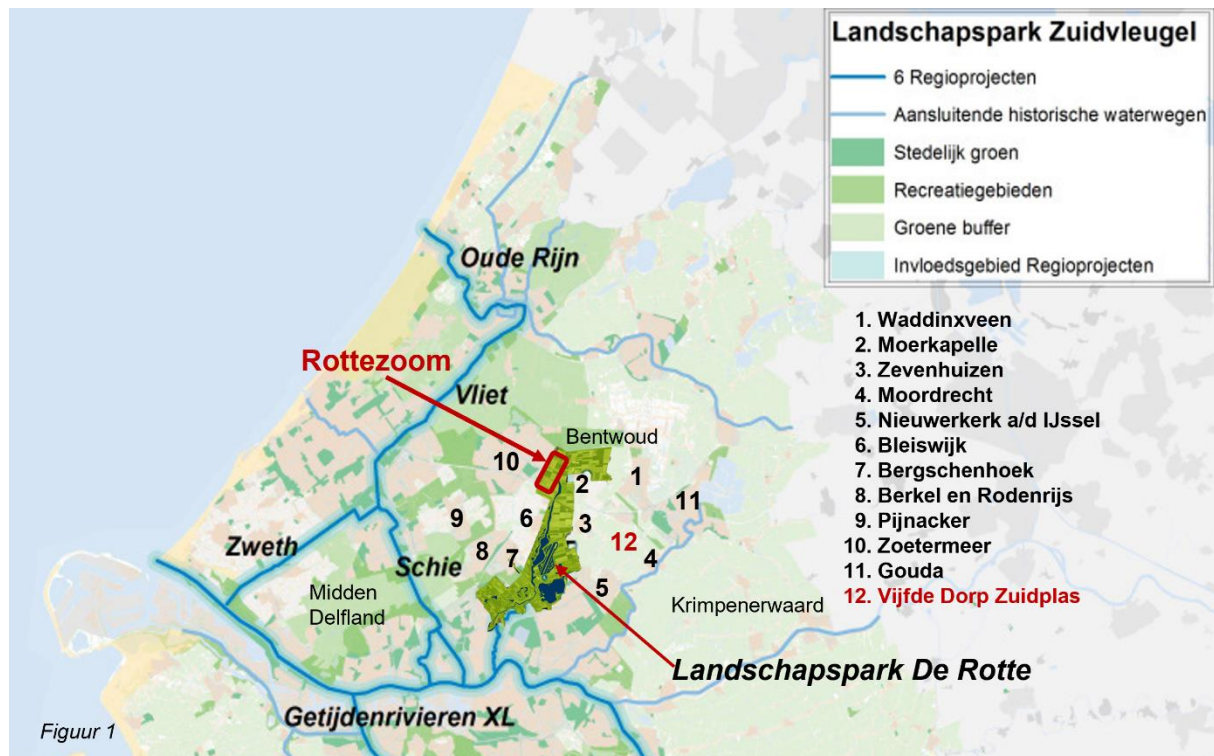 Landschapspark Zuidvleugel
6 Regioprojecten
Aansluitende historische waterwegen
Stedelijk groen
Recreatiegebieden
Groene buffer
Invloedsgebied Regioprojecten
Oude Rijn
Rottezoom
Vliet
Bentwoud
10
2
1
11
9
6
3
12
Zweth
Schie
8
7
4
Midden
Delfland
5
Krimpenerwaard
Landschapspark De Rotte
Getijdenrivieren XL
Figuur 1
1. Waddinxveen
2. Moerkapelle
3. Zevenhuizen
4. Moordrecht
5. Nieuwerkerk a/d IJssel
6. Bleiswijk
7. Bergschenhoek
8. Berkel en Rodenrijs
9. Pijnacker
10. Zoetermeer
11. Gouda
12. Vijfde Dorp Zuidplas